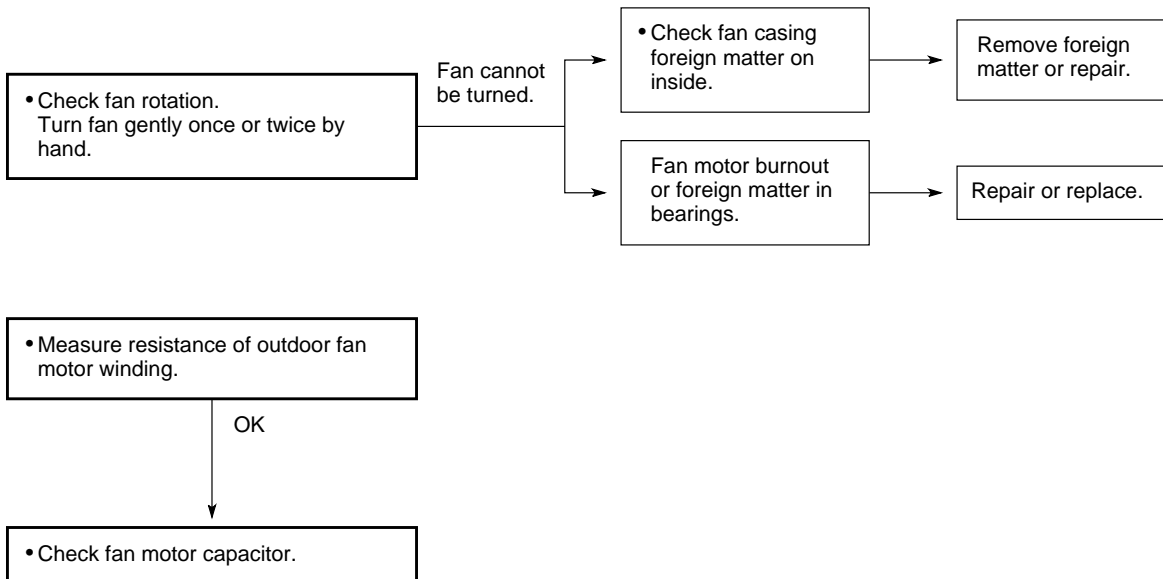 • Check fan rotation.
Turn fan gently once or twice by
hand.
Fan cannot
be turned.
• Check fan casing
foreign matter on
inside.
Remove foreign
matter or repair.
Fan motor burnout
or foreign matter in
bearings.
Repair or replace.
• Measure resistance of outdoor fan
motor winding.
OK
• Check fan motor capacitor.